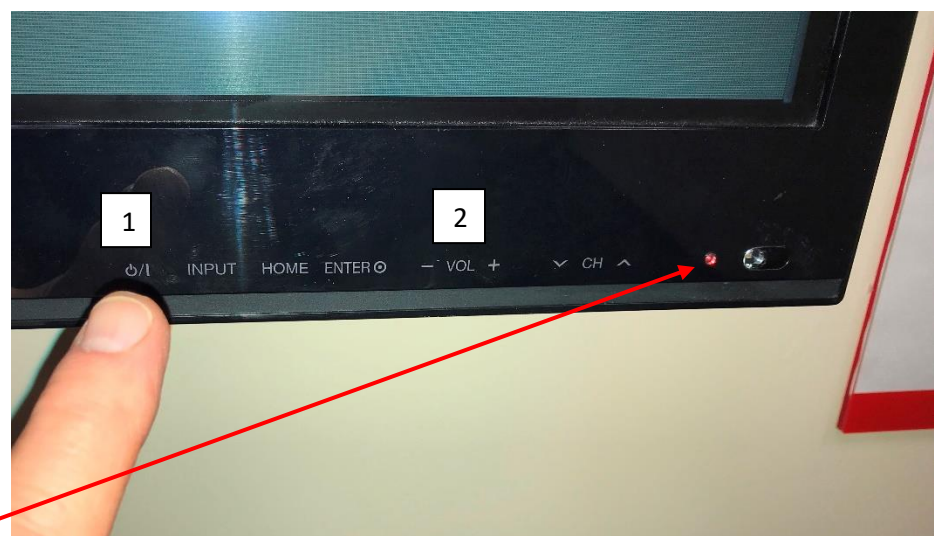 1
2
⏻/I INPUT HOME ENTER⊙ − VOL + ∨ CH ∧